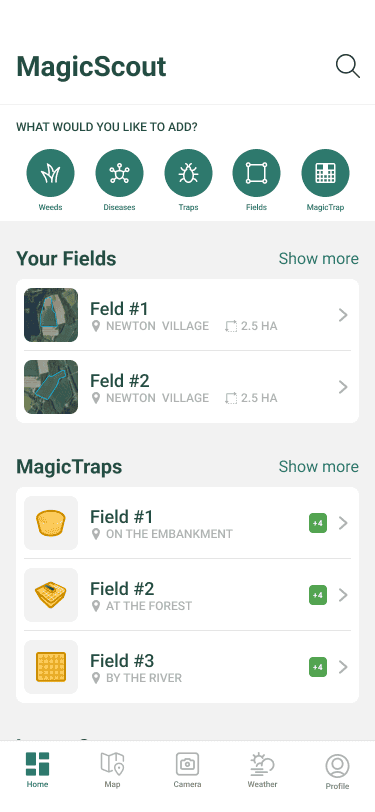 MagicScout
WHAT WOULD YOU LIKE TO ADD?
Weeds Diseases Traps Fields MagicTrap
Your Fields Show more
Feld #1
NEWTON VILLAGE 2.5 HA
Feld #2
NEWTON VILLAGE 2.5 HA
MagicTraps Show more
Field #1
ON THE EMBANKMENT +4
Field #2
AT THE FOREST +4
Field #3
BY THE RIVER +4
Home Map Camera Weather Profile